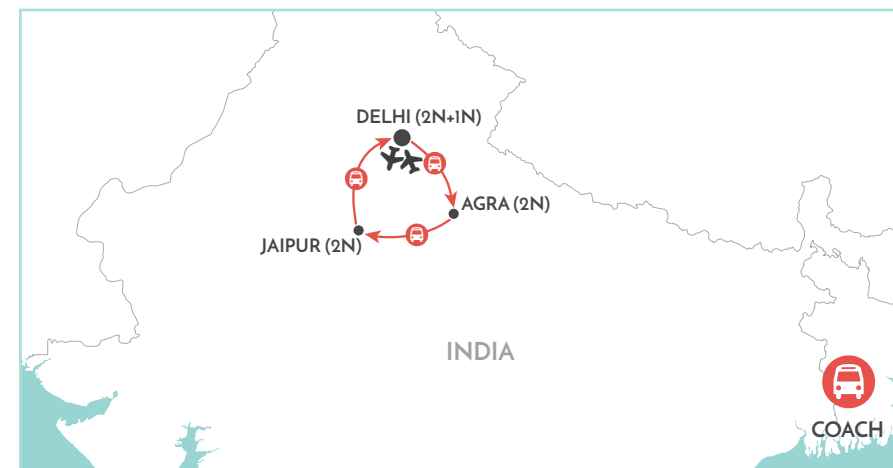 DELHI (2N+1N)
AGRA (2N)
JAIPUR (2N)
INDIA
COACH